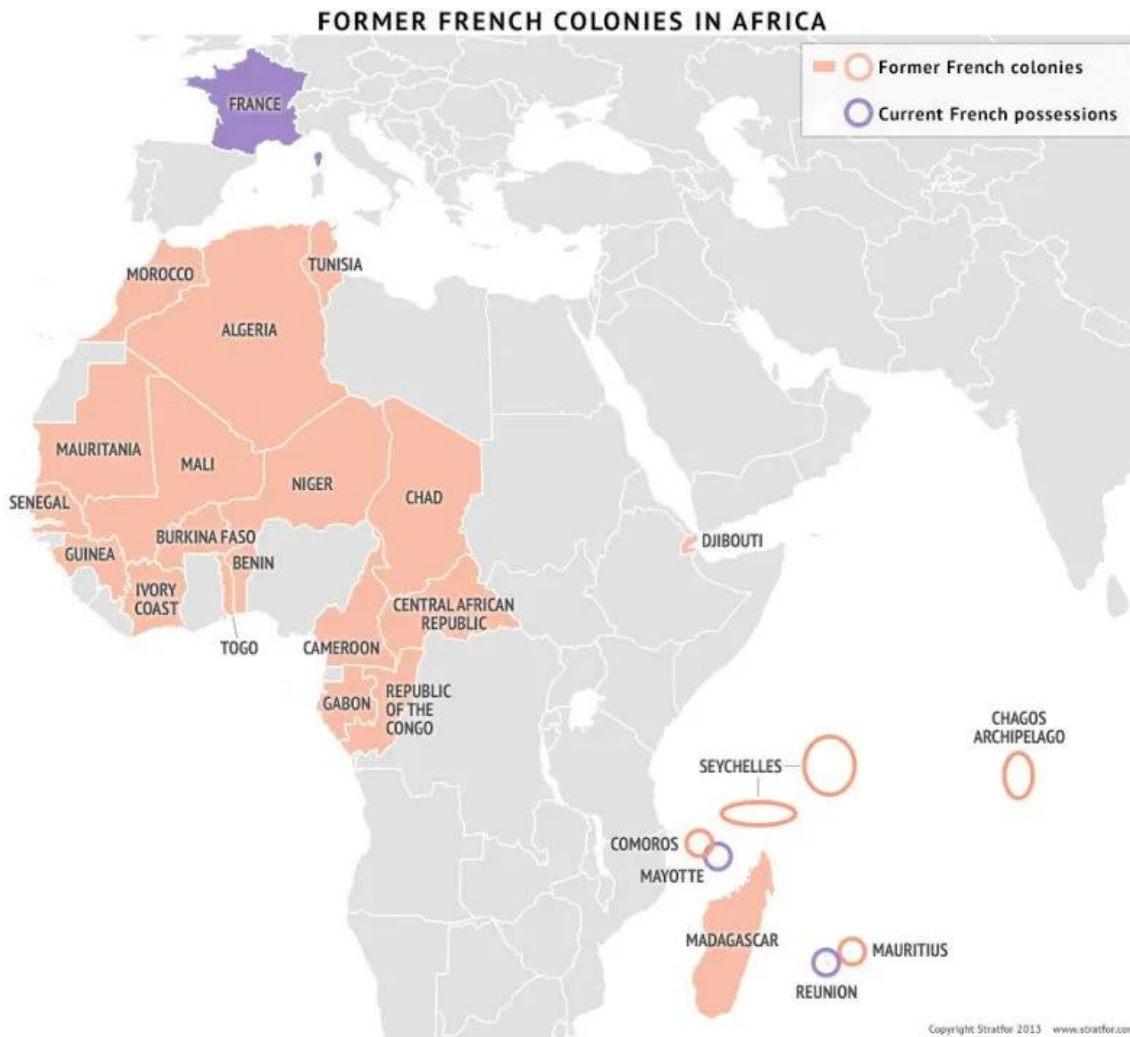 FORMER FRENCH COLONIES IN AFRICA
Former French colonies
Current French possessions
FRANCE
MOROCCO
TUNISIA
ALGERIA
MAURITANIA
MALI
NIGER
CHAD
SENEGAL
BURKINA FASO
DJIBOUTI
GUINEA
BENIN
IVORY
COAST
CENTRAL AFRICAN
REPUBLIC
TOGO
CAMEROON
GABON
REPUBLIC
OF THE
CONGO
CHAGOS
ARCHIPELAGO
SEYCHELLES
COMOROS
MAYOTTE
MADAGASCAR
MAURITIUS
REUNION
Copyright Stratfor 2013 www.stratfor.com